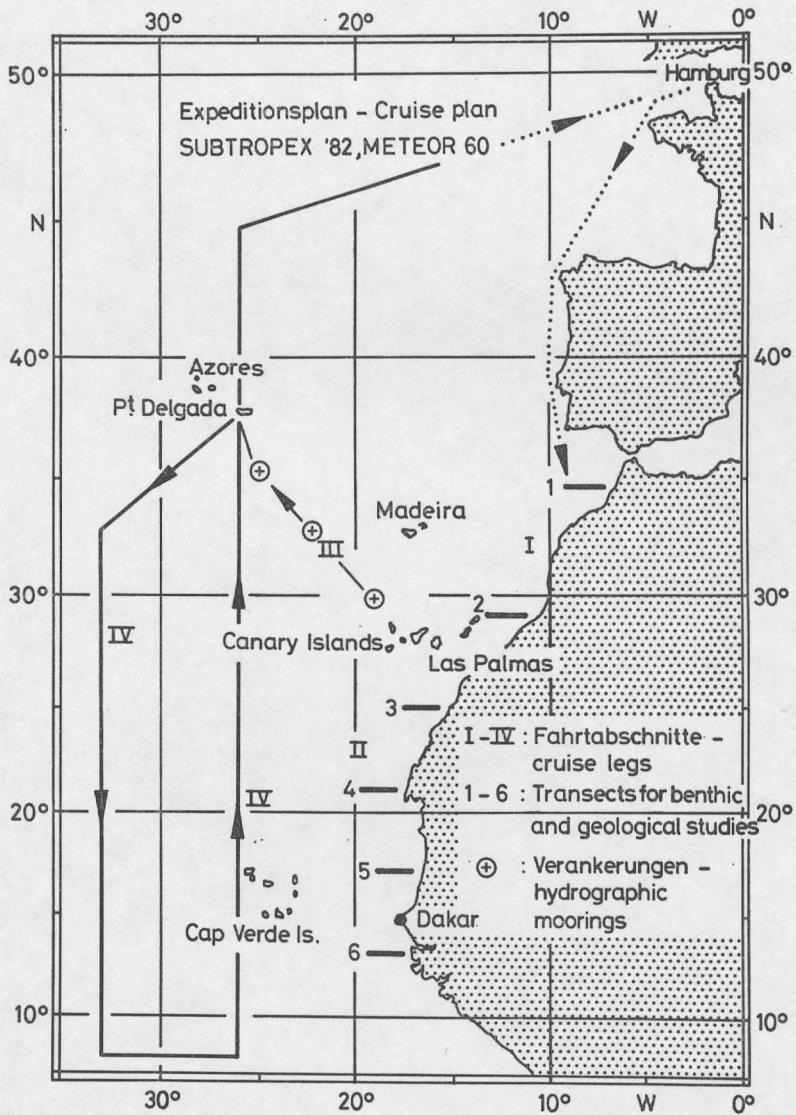 30° 20° 10° W 0°
50° Hamburg 50°
Expeditionsplan - Cruise plan
SUBTROPEX '82, METEOR 60
N N
40° 40°
Azores
Pt Delgada
1
Madeira
I
III
30° 30°
2
IV
Canary Islands
Las Palmas
3
II
I-IV : Fahrtabschnitte -
cruise legs
4
1-6 : Transects for benthic
and geological studies
IV
20° 20°
5
⊕ : Verankerungen -
hydrographic
moorings
Dakar
Cap Verde Is.
6
10° 10°
30° 20° 10° W 0°